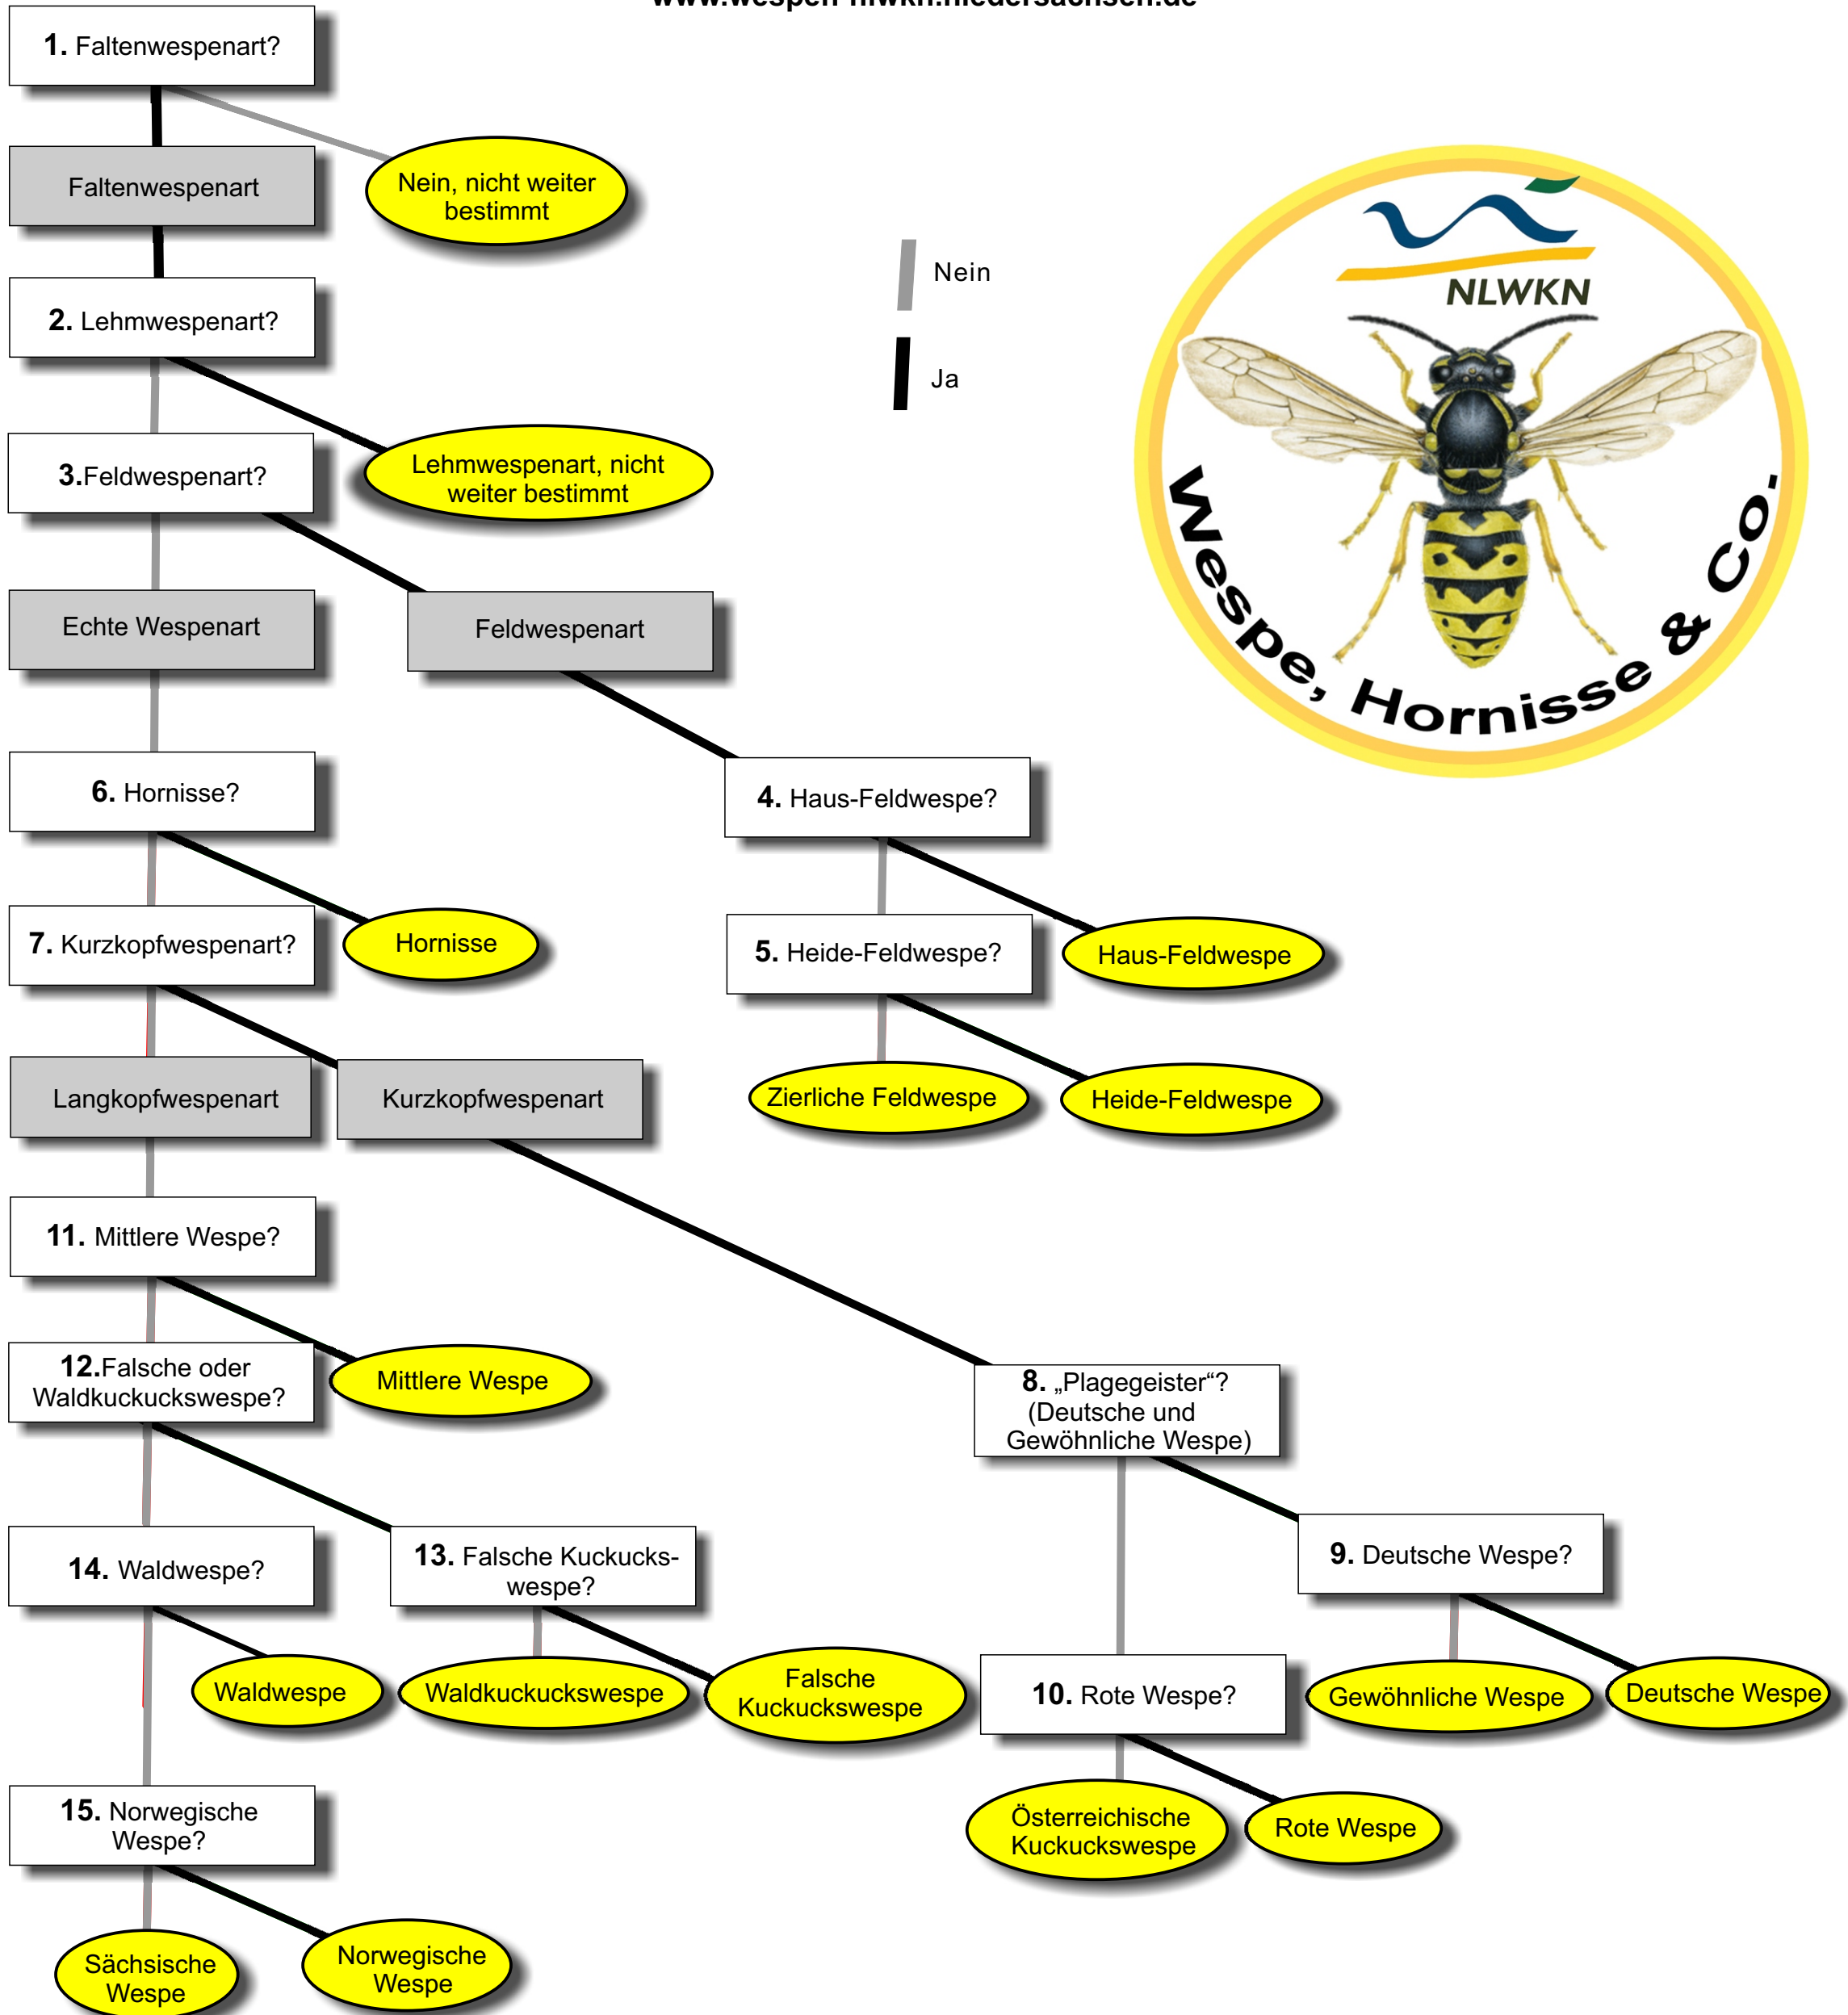 www.wespen-nlwkn.niedersachsen.de
1. Faltenwespenart?
Faltenwespenart
Nein, nicht weiter
bestimmt
2. Lehmwespenart?
Nein
Ja
NLWKN
Wespe, Hornisse & Co.
3.Feldwespenart?
Lehmwespenart, nicht
weiter bestimmt
Echte Wespenart
Feldwespenart
6. Hornisse?
4. Haus-Feldwespe?
7. Kurzkopfwespenart?
Hornisse
5. Heide-Feldwespe?
Haus-Feldwespe
Langkopfwespenart
Kurzkopfwespenart
Zierliche Feldwespe
Heide-Feldwespe
11. Mittlere Wespe?
12.Falsche oder
Waldkuckuckswespe?
Mittlere Wespe
8. „Plagegeister“?
(Deutsche und
Gewöhnliche Wespe)
14. Waldwespe?
13. Falsche Kuckucks-
wespe?
9. Deutsche Wespe?
Waldwespe
Waldkuckuckswespe
Falsche
Kuckuckswespe
10. Rote Wespe?
Gewöhnliche Wespe
Deutsche Wespe
15. Norwegische
Wespe?
Österreichische
Kuckuckswespe
Rote Wespe
Sächsische
Wespe
Norwegische
Wespe